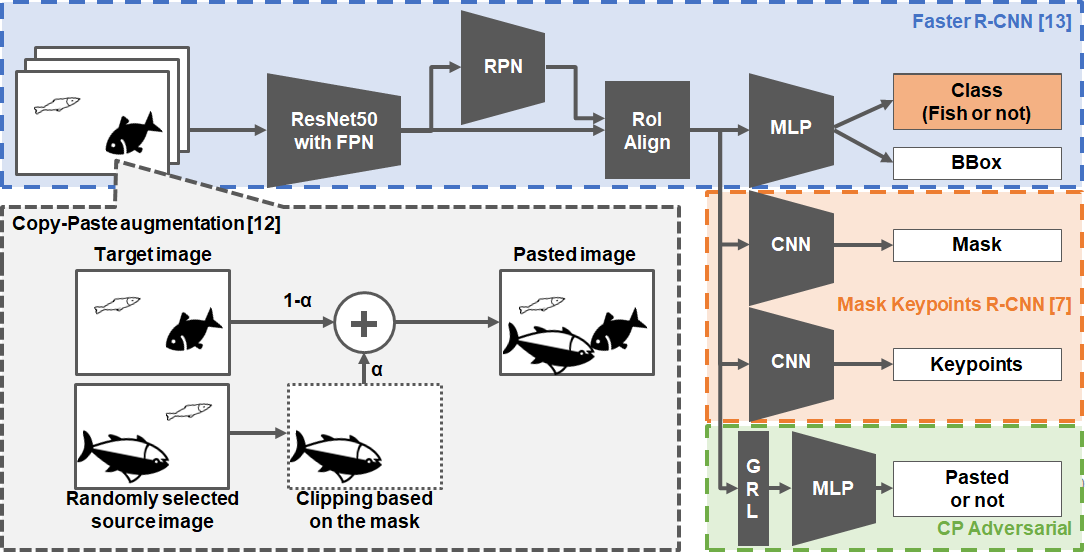 Faster R-CNN [13]
RPN
ResNet50
with FPN
RoI
Align
MLP
Class
(Fish or not)
BBox
Copy-Paste augmentation [12]
Target image
Pasted image
1-α
+
α
Randomly selected
source image
Clipping based
on the mask
CNN
Mask
Mask Keypoints R-CNN [7]
CNN
Keypoints
G
R
L
MLP
Pasted
or not
CP Adversarial